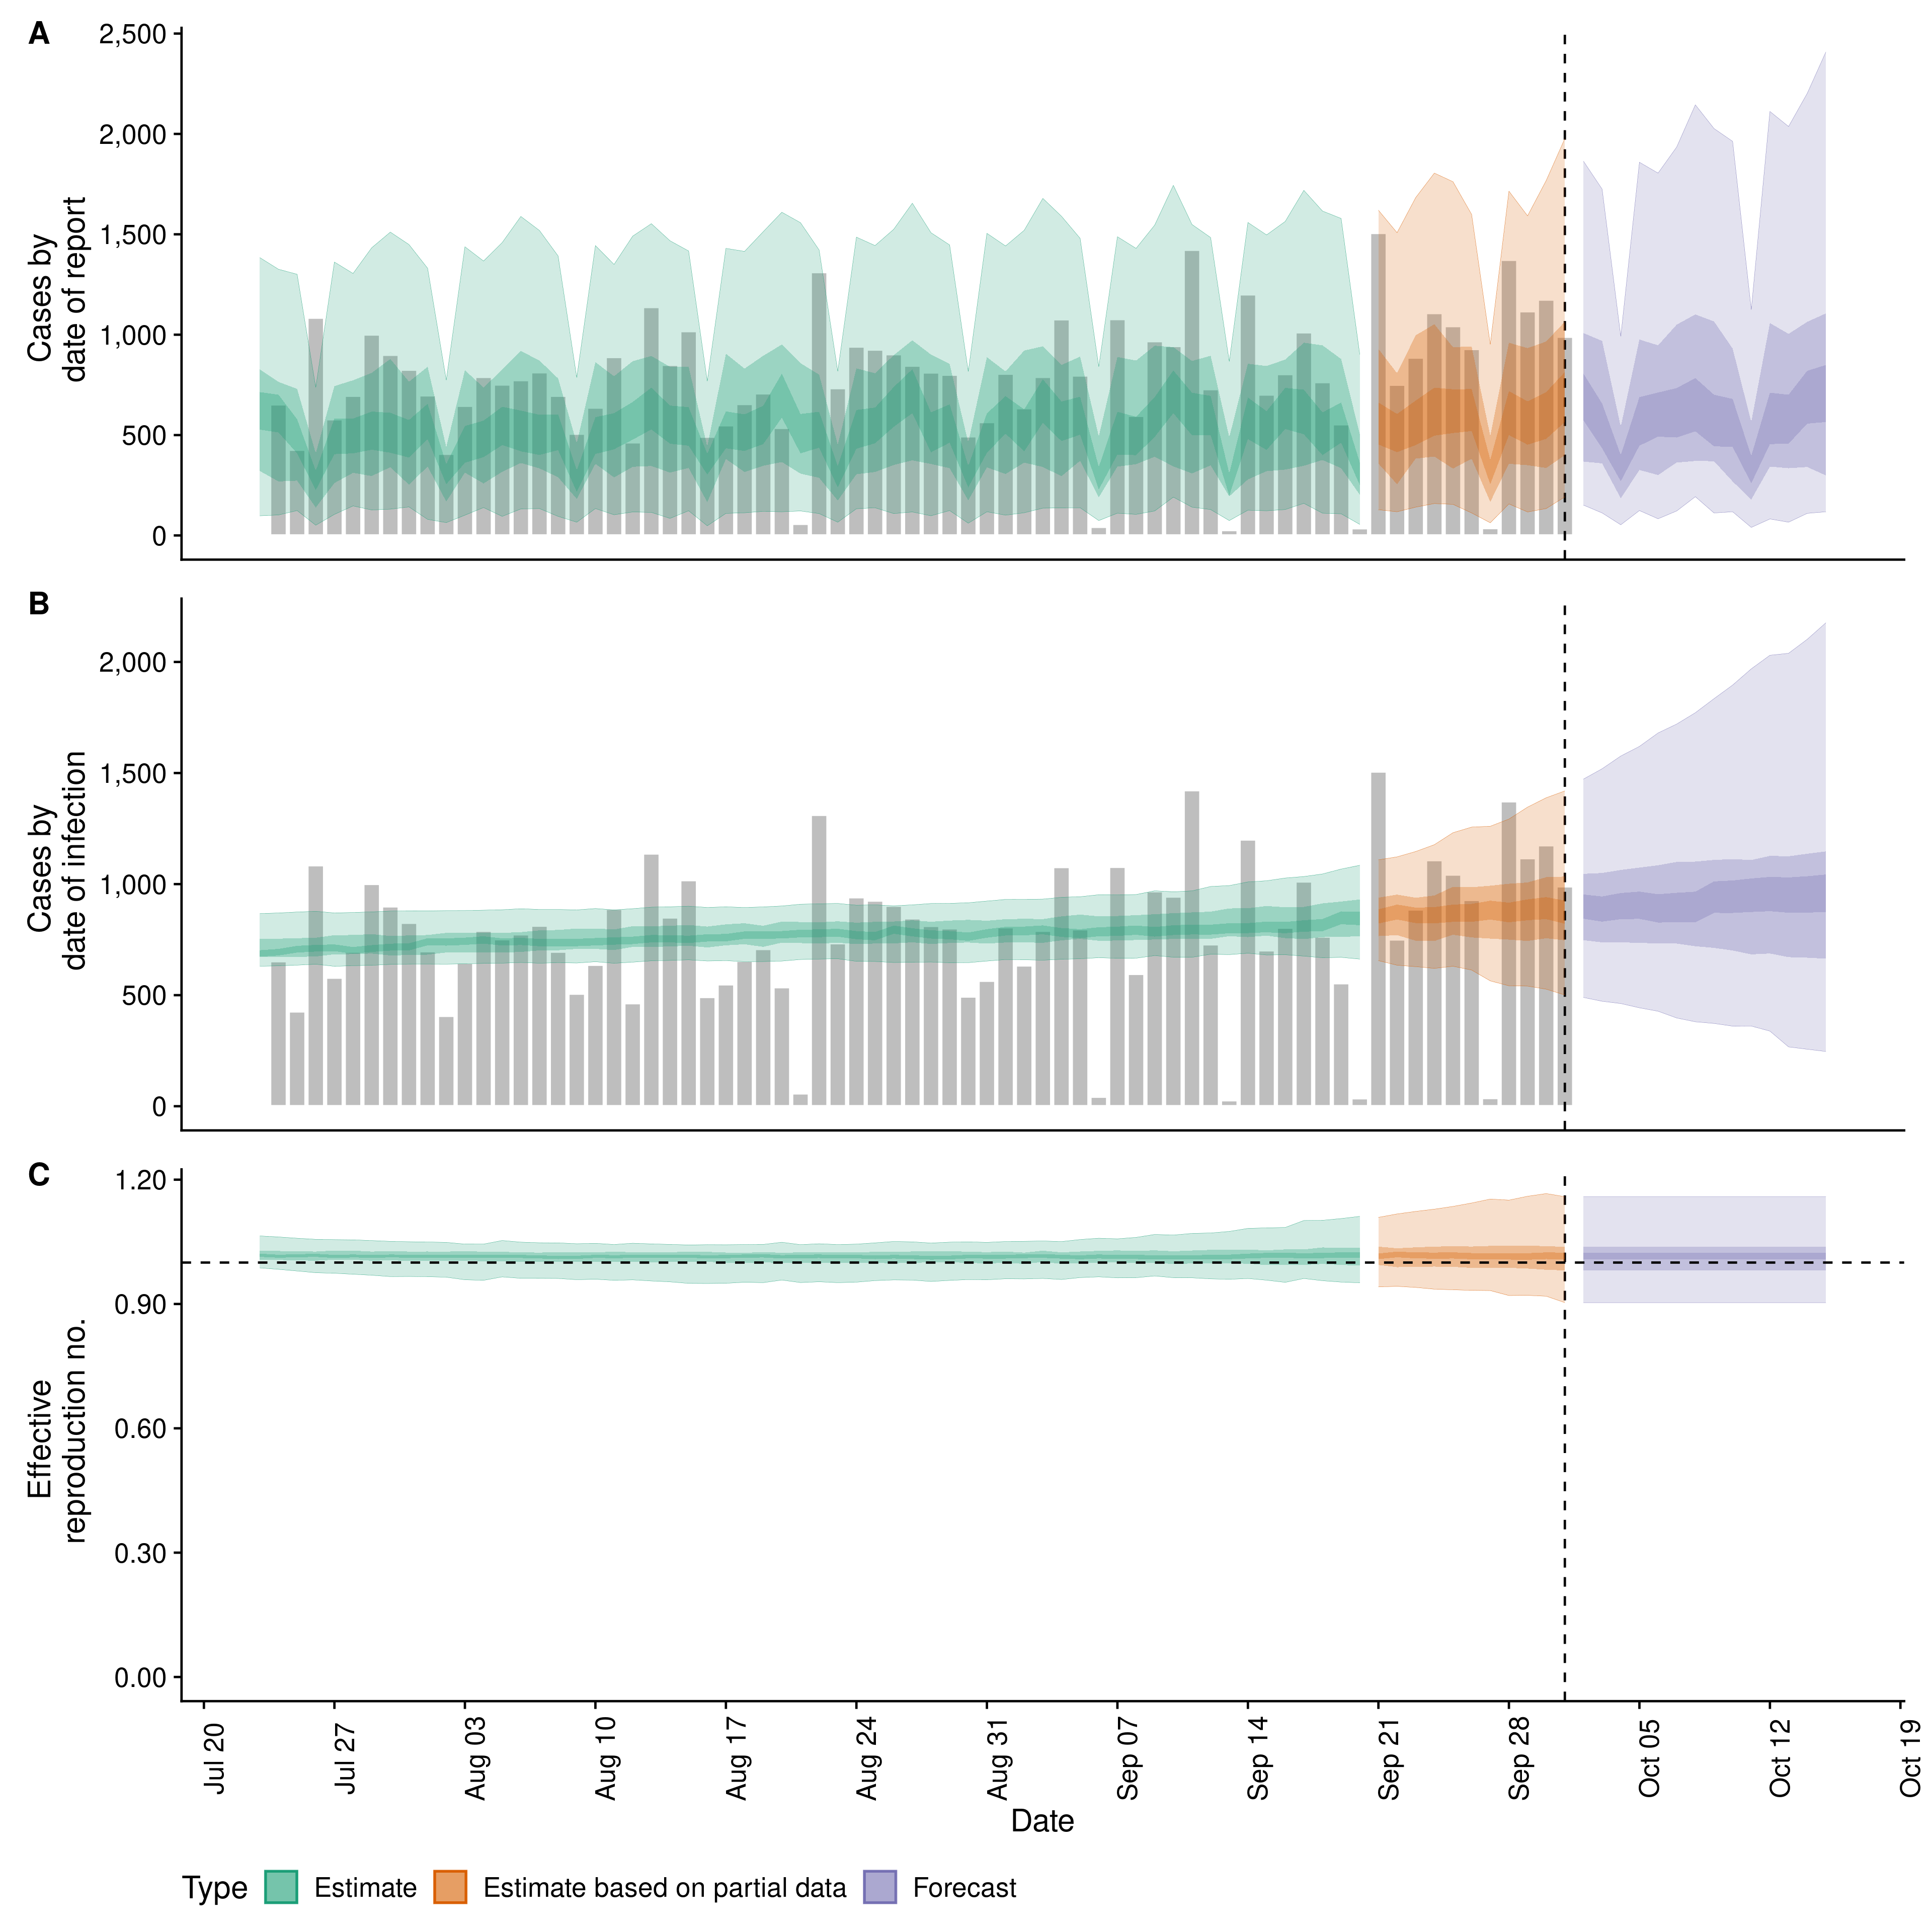 A
2,500
2,000
1,500
1,000
500
0
Cases by
date of report
B
2,000
1,500
1,000
500
0
Cases by
date of infection
C
1.20
0.90
0.60
0.30
0.00
Effective
reproduction no.
Jul 20
Jul 27
Aug 03
Aug 10
Aug 17
Aug 24
Aug 31
Sep 07
Sep 14
Sep 21
Sep 28
Oct 05
Oct 12
Oct 19
Date
Type Estimate Estimate based on partial data Forecast